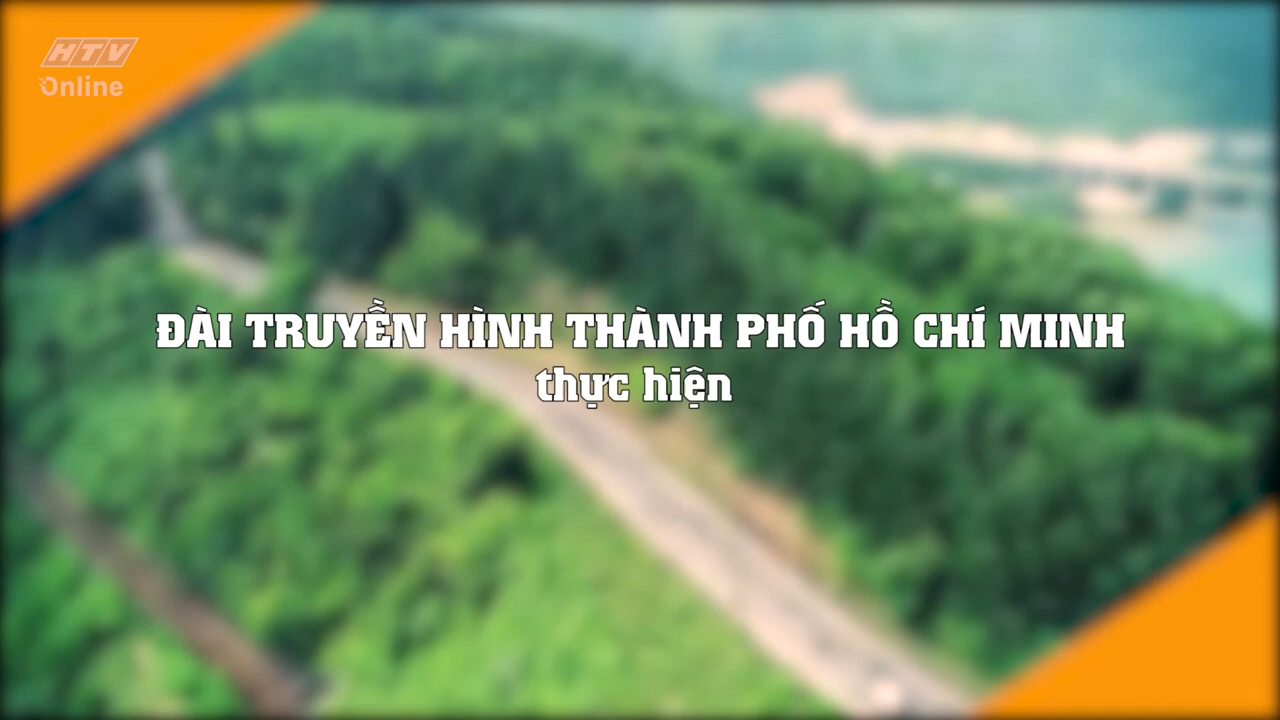 HTV
Online
ĐÀI TRUYỀN HÌNH THÀNH PHỐ HỒ CHÍ MINH
thực hiện